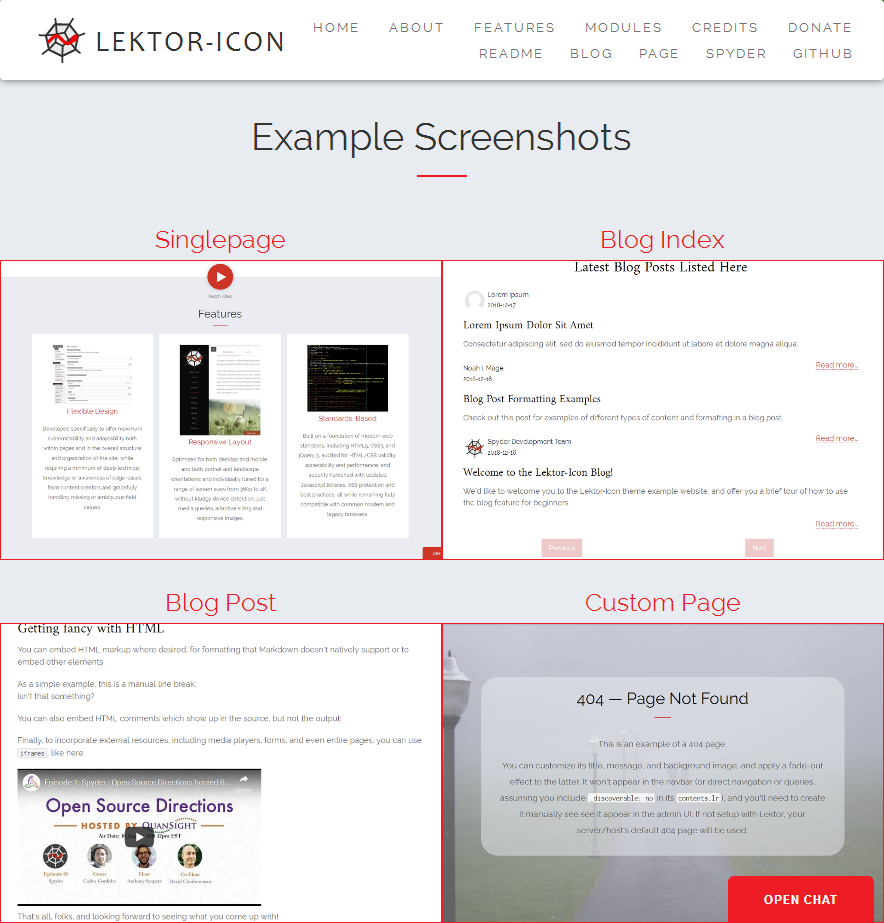 LEKTOR-ICON
HOME ABOUT FEATURES MODULES CREDITS DONATE
README BLOG PAGE SPYDER GITHUB
Example Screenshots
Singlepage
Watch video
Features
Flexible Design
Developed specifically to offer maximum
customizability and adaptability both
within pages and in the overall structure
and organization of the site, while
requiring a minimum of deep technical
knowledge or awareness of edge-cases
from content creators and gracefully
handling missing or ambiguous field
values.
Responsive Layout
Optimized for both desktop and mobile
and both portrait and landscape
orientations; and individually tuned for a
range of screen sizes from 360p to 4K
without kludgy device detection, just
media queries, adaptive sizing and
responsive images.
Standards-Based
Built on a foundation of modern web
standards, including HTML5, CSS3, and
jQuery 3, audited for HTML/CSS validity,
accessibility and performance, and
security hardened with updated
Javascript libraries, XSS protection and
best practices; all while remaining fully
compatible with common modern and
legacy browsers.
OPE
Blog Index
Latest Blog Posts Listed Here
Lorem Ipsum
2018-12-17
Lorem Ipsum Dolor Sit Amet
Consectetur adipiscing elit, sed do eiusmod tempor incididunt ut labore et dolore magna aliqua.
Read more...
Noah I. Mage
2018-12-16
Blog Post Formatting Examples
Check out this post for examples of different types of content and formatting in a blog post.
Read more...
Spyder Development Team
2018-12-16
Welcome to the Lektor-Icon Blog!
We'd like to welcome you to the Lektor-Icon theme example website, and offer you a brief tour of how to use
the blog feature for beginners.
Read more...
Previous Next
Blog Post
Getting fancy with HTML
You can embed HTML markup where desired, for formatting that Markdown doesn't natively support or to
embed other elements.
As a simple example, this is a manual line break.
Isn't that something?
You can also embed HTML comments which show up in the source, but not the output:
Finally, to incorporate external resources, including media players, forms, and even entire pages, you can use
iframes, like here:
Episode 1: Spyder - Open Source Directions hosted B...
Share
Open Source Directions
HOSTED BY QUANSIGHT
Air Date: 12pm EST
Episode 01 Guest Host Co-Host
Spyder Carlos Cordoba Anthony Scopatz David Charboneau
That's all, folks, and looking forward to seeing what you come up with!
Custom Page
404 — Page Not Found
This is an example of a 404 page.
You can customize its title, message, and background image, and apply a fade-out
effect to the latter. It won't appear in the navbar (or direct navigation or queries,
assuming you include _discoverable: no in its contents.lr), and you'll need to create
it manually see see it appear in the admin UI. If not setup with Lektor, your
server/host's default 404 page will be used.
OPEN CHAT